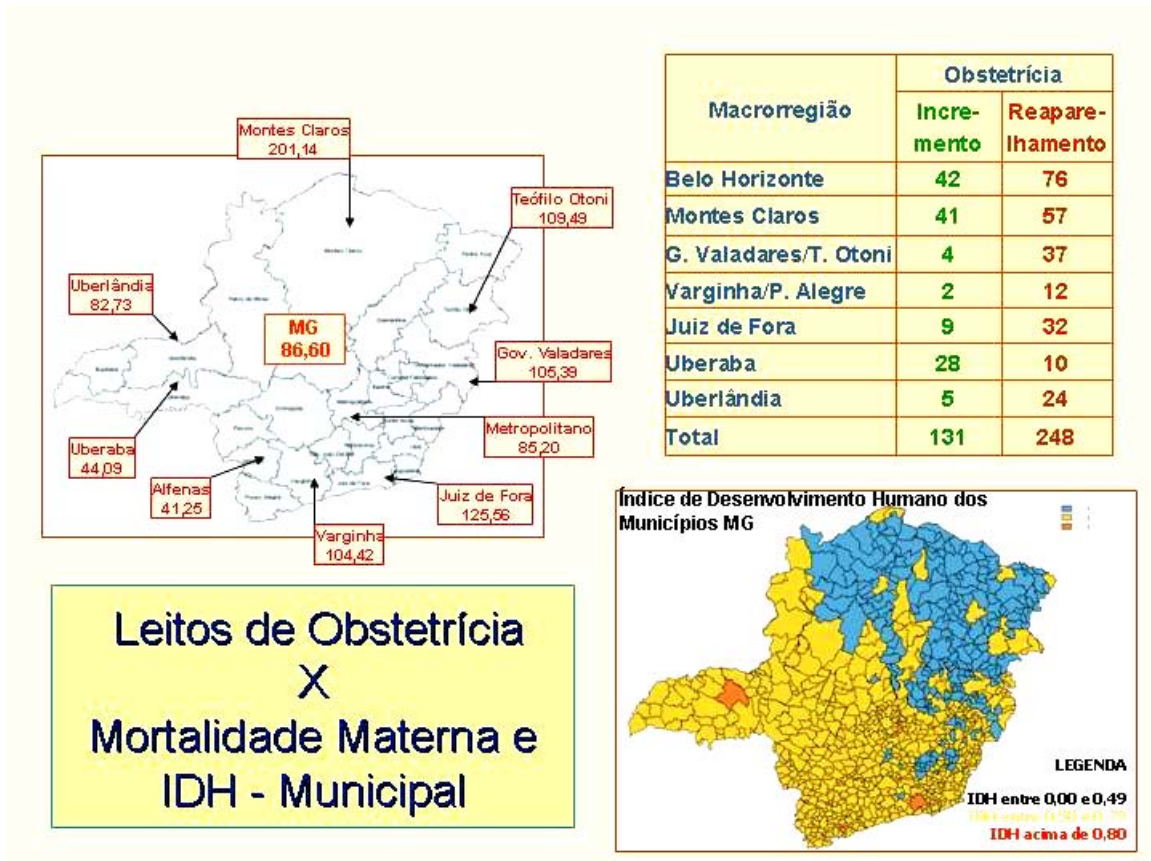 Montes Claros
201,14
Teófilo Otoni
109,49
Uberlândia
82,73
MG
86,60
Gov. Valadares
105,39
Metropolitano
85,20
Uberaba
44,09
Alfenas
41,25
Juiz de Fora
125,56
Varginha
104,42
Macrorregião
Obstetrícia
Incre-
mento
Reapare-
lhamento
Belo Horizonte 42 76
Montes Claros 41 57
G. Valadares/T. Otoni 4 37
Varginha/P. Alegre 2 12
Juiz de Fora 9 32
Uberaba 28 10
Uberlândia 5 24
Total 131 248
Leitos de Obstetrícia
X
Mortalidade Materna e
IDH - Municipal
Índice de Desenvolvimento Humano dos
Municípios MG
LEGENDA
IDH entre 0,00 e 0,49
IDH acima de 0,80